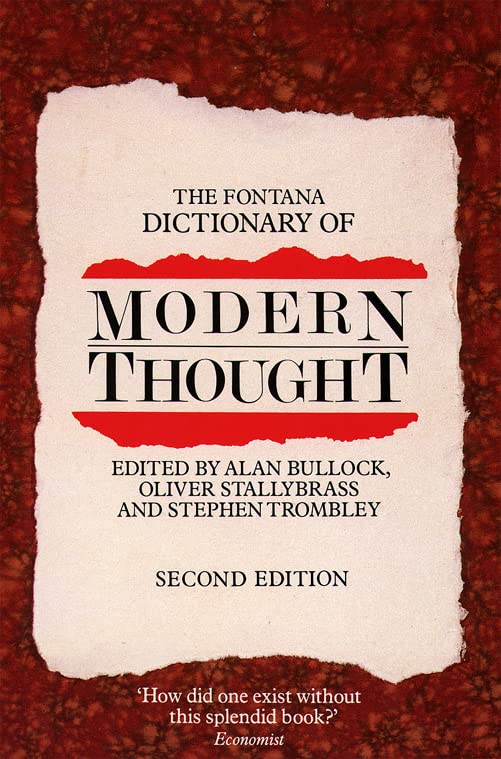 THE FONTANA
DICTIONARY OF
MODERN
THOUGHT
EDITED BY ALAN BULLOCK,
OLIVER STALLYBRASS
AND STEPHEN TROMBLEY
SECOND EDITION
‘How did one exist without
this splendid book?’
Economist